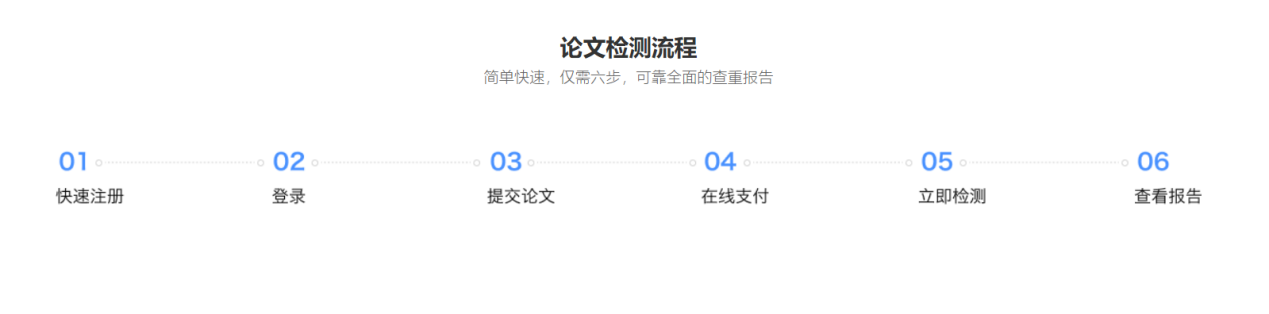 论文检测流程
简单快速，仅需六步，可靠全面的查重报告
01 02 03 04 05 06
快速注册 登录 提交论文 在线支付 立即检测 查看报告